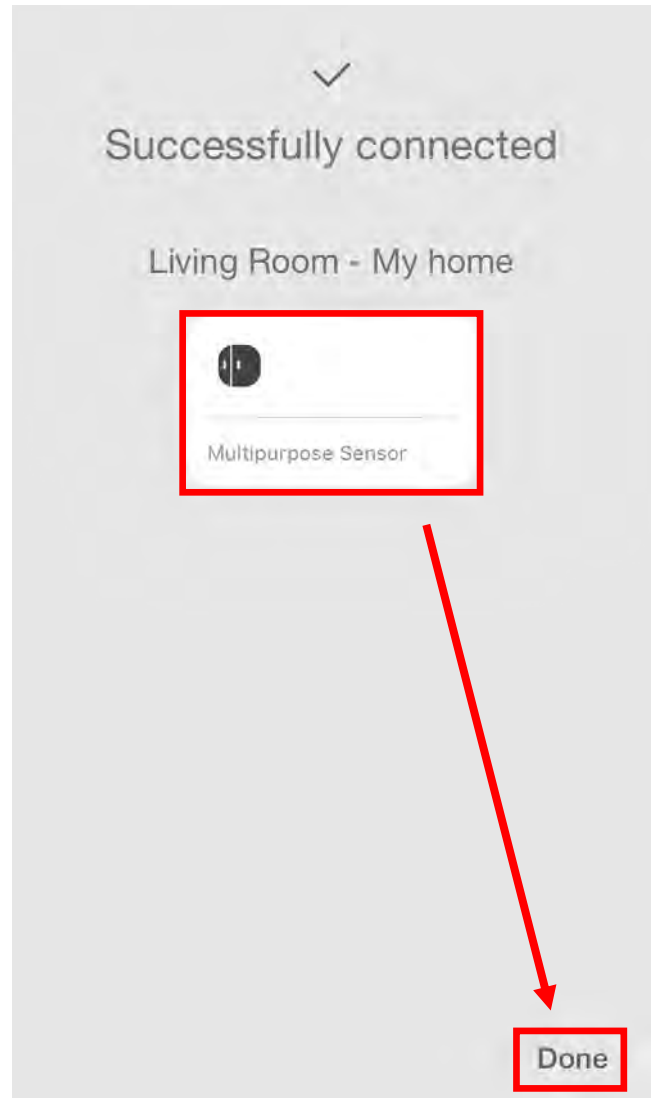 Successfully connected
Living Room - My home
Multipurpose Sensor
Done